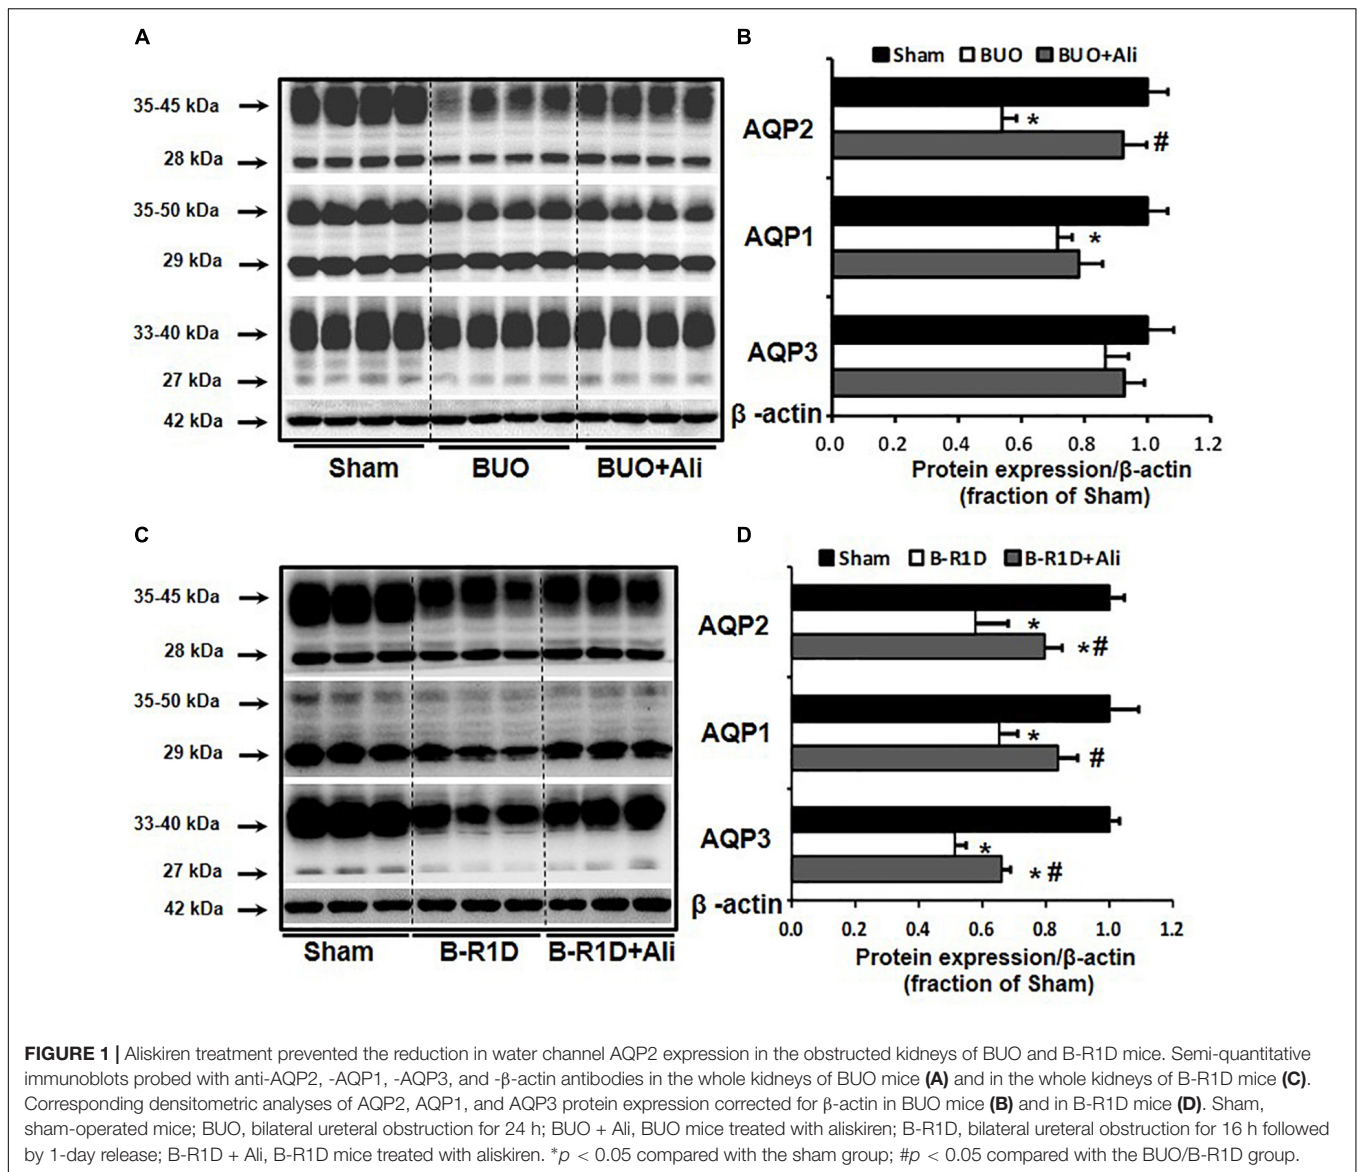 A
35-45 kDa
28 kDa
35-50 kDa
29 kDa
33-40 kDa
27 kDa
42 kDa
Sham BUO BUO+Ali
B
Sham BUO BUO+Ali
AQP2
*
#
AQP1
*
AQP3
β -actin
0.0 0.2 0.4 0.6 0.8 1.0 1.2
Protein expression/β-actin
(fraction of Sham)
C
35-45 kDa
28 kDa
35-50 kDa
29 kDa
33-40 kDa
27 kDa
42 kDa
Sham B-R1D B-R1D+Ali
D
Sham B-R1D B-R1D+Ali
AQP2
*
*#
AQP1
*
#
AQP3
*
*#
β -actin
0.0 0.2 0.4 0.6 0.8 1.0 1.2
Protein expression/β-actin
(fraction of Sham)
FIGURE 1 | Aliskiren treatment prevented the reduction in water channel AQP2 expression in the obstructed kidneys of BUO and B-R1D mice. Semi-quantitative
immunoblots probed with anti-AQP2, -AQP1, -AQP3, and -β-actin antibodies in the whole kidneys of BUO mice (A) and in the whole kidneys of B-R1D mice (C).
Corresponding densitometric analyses of AQP2, AQP1, and AQP3 protein expression corrected for β-actin in BUO mice (B) and in B-R1D mice (D). Sham,
sham-operated mice; BUO, bilateral ureteral obstruction for 24 h; BUO + Ali, BUO mice treated with aliskiren; B-R1D, bilateral ureteral obstruction for 16 h followed
by 1-day release; B-R1D + Ali, B-R1D mice treated with aliskiren. *p < 0.05 compared with the sham group; #p < 0.05 compared with the BUO/B-R1D group.